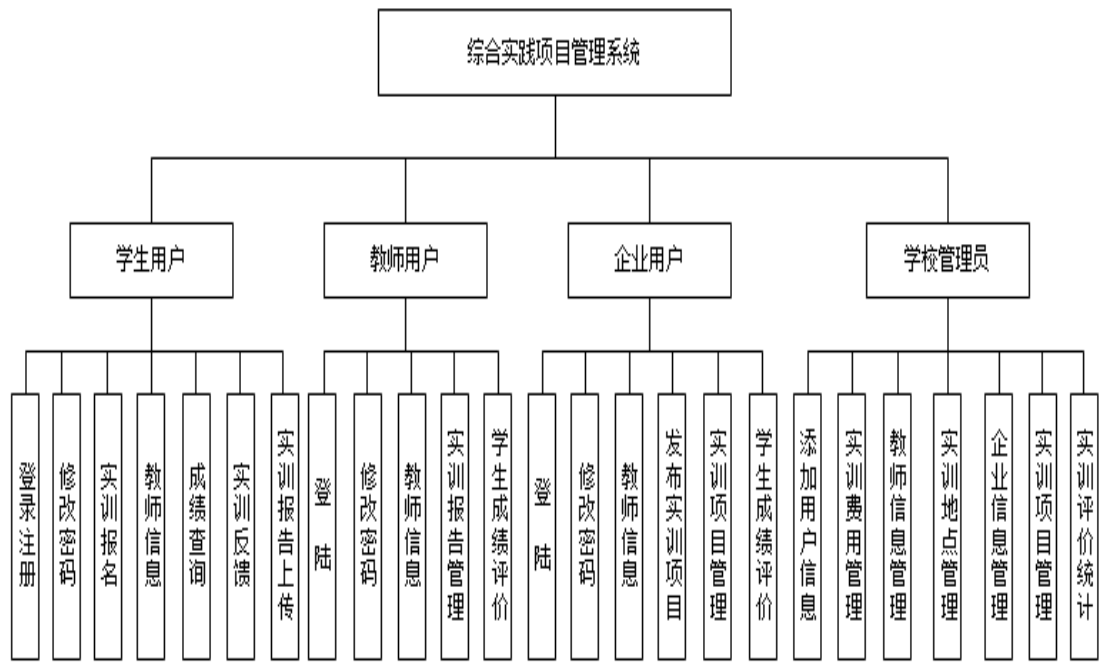 综合实践项目管理系统
学生用户
教师用户
企业用户
学校管理员
登录注册
修改密码
实训报名
教师信息
成绩查询
实训反馈
实训报告上传
登陆
修改密码
教师信息
实训报告管理
学生成绩评价
登陆
修改密码
教师信息
发布实训项目
实训项目管理
学生成绩评价
添加用户信息
实训费用管理
教师信息管理
实训地点管理
企业信息管理
实训项目管理
实训评价统计